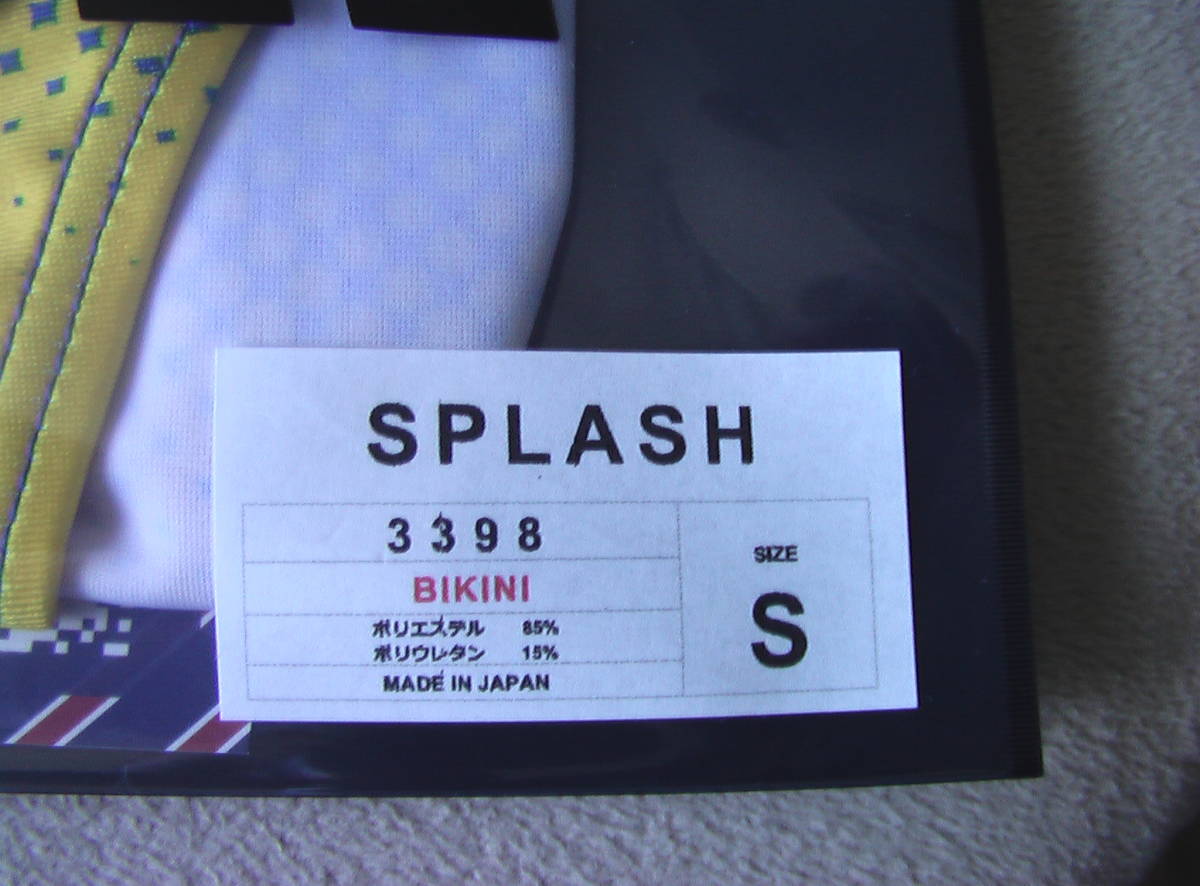 SPLASH
3398
BIKINI
ポリエステル 85%
ポリウレタン 15%
MADE IN JAPAN
SIZE
S